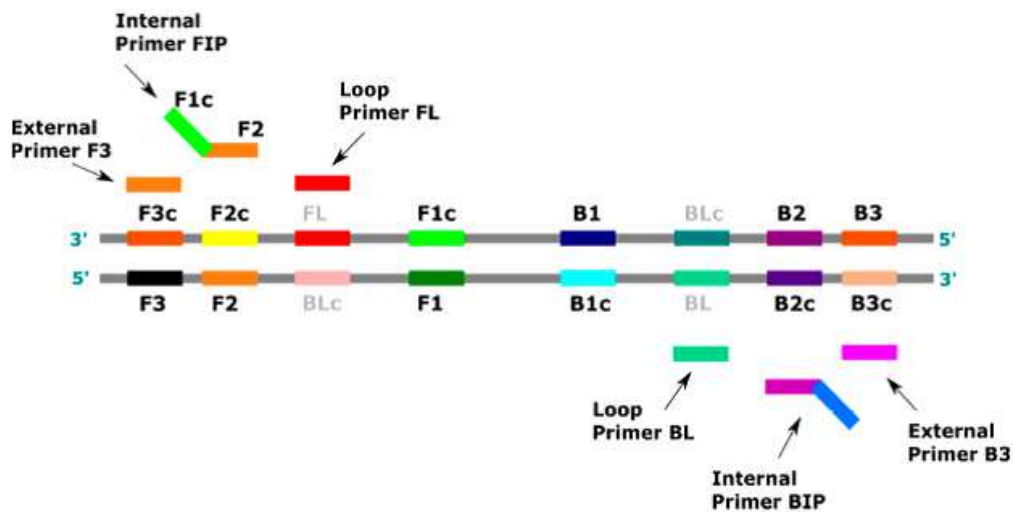 Internal
Primer FIP
F1c
F2
Loop
Primer FL
External
Primer F3
F3c F2c FL F1c B1 BLc B2 B3
3' 5'
5' 3'
F3 F2 BLc F1 B1c BL B2c B3c
Loop
Primer BL
Internal
Primer BIP
External
Primer B3